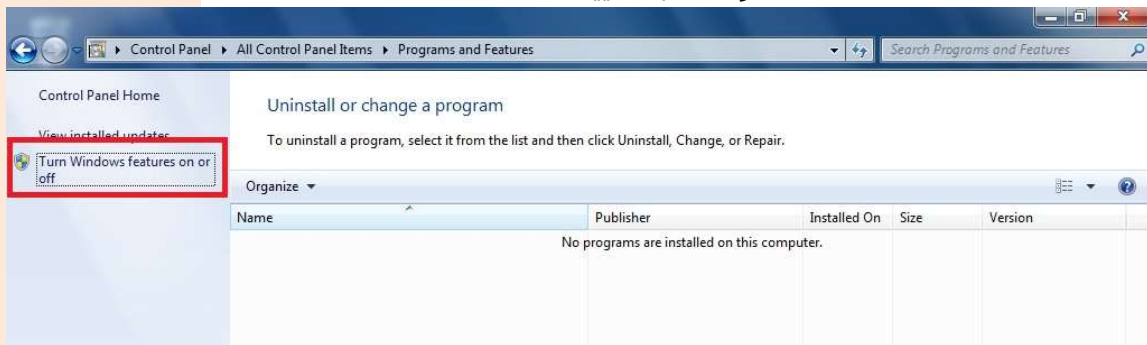 Control Panel ▸ All Control Panel Items ▸ Programs and Features
Search Programs and Features
Control Panel Home
View installed updates
Turn Windows features on or
off
Uninstall or change a program
To uninstall a program, select it from the list and then click Uninstall, Change, or Repair.
Organize
Name Publisher Installed On Size Version
No programs are installed on this computer.